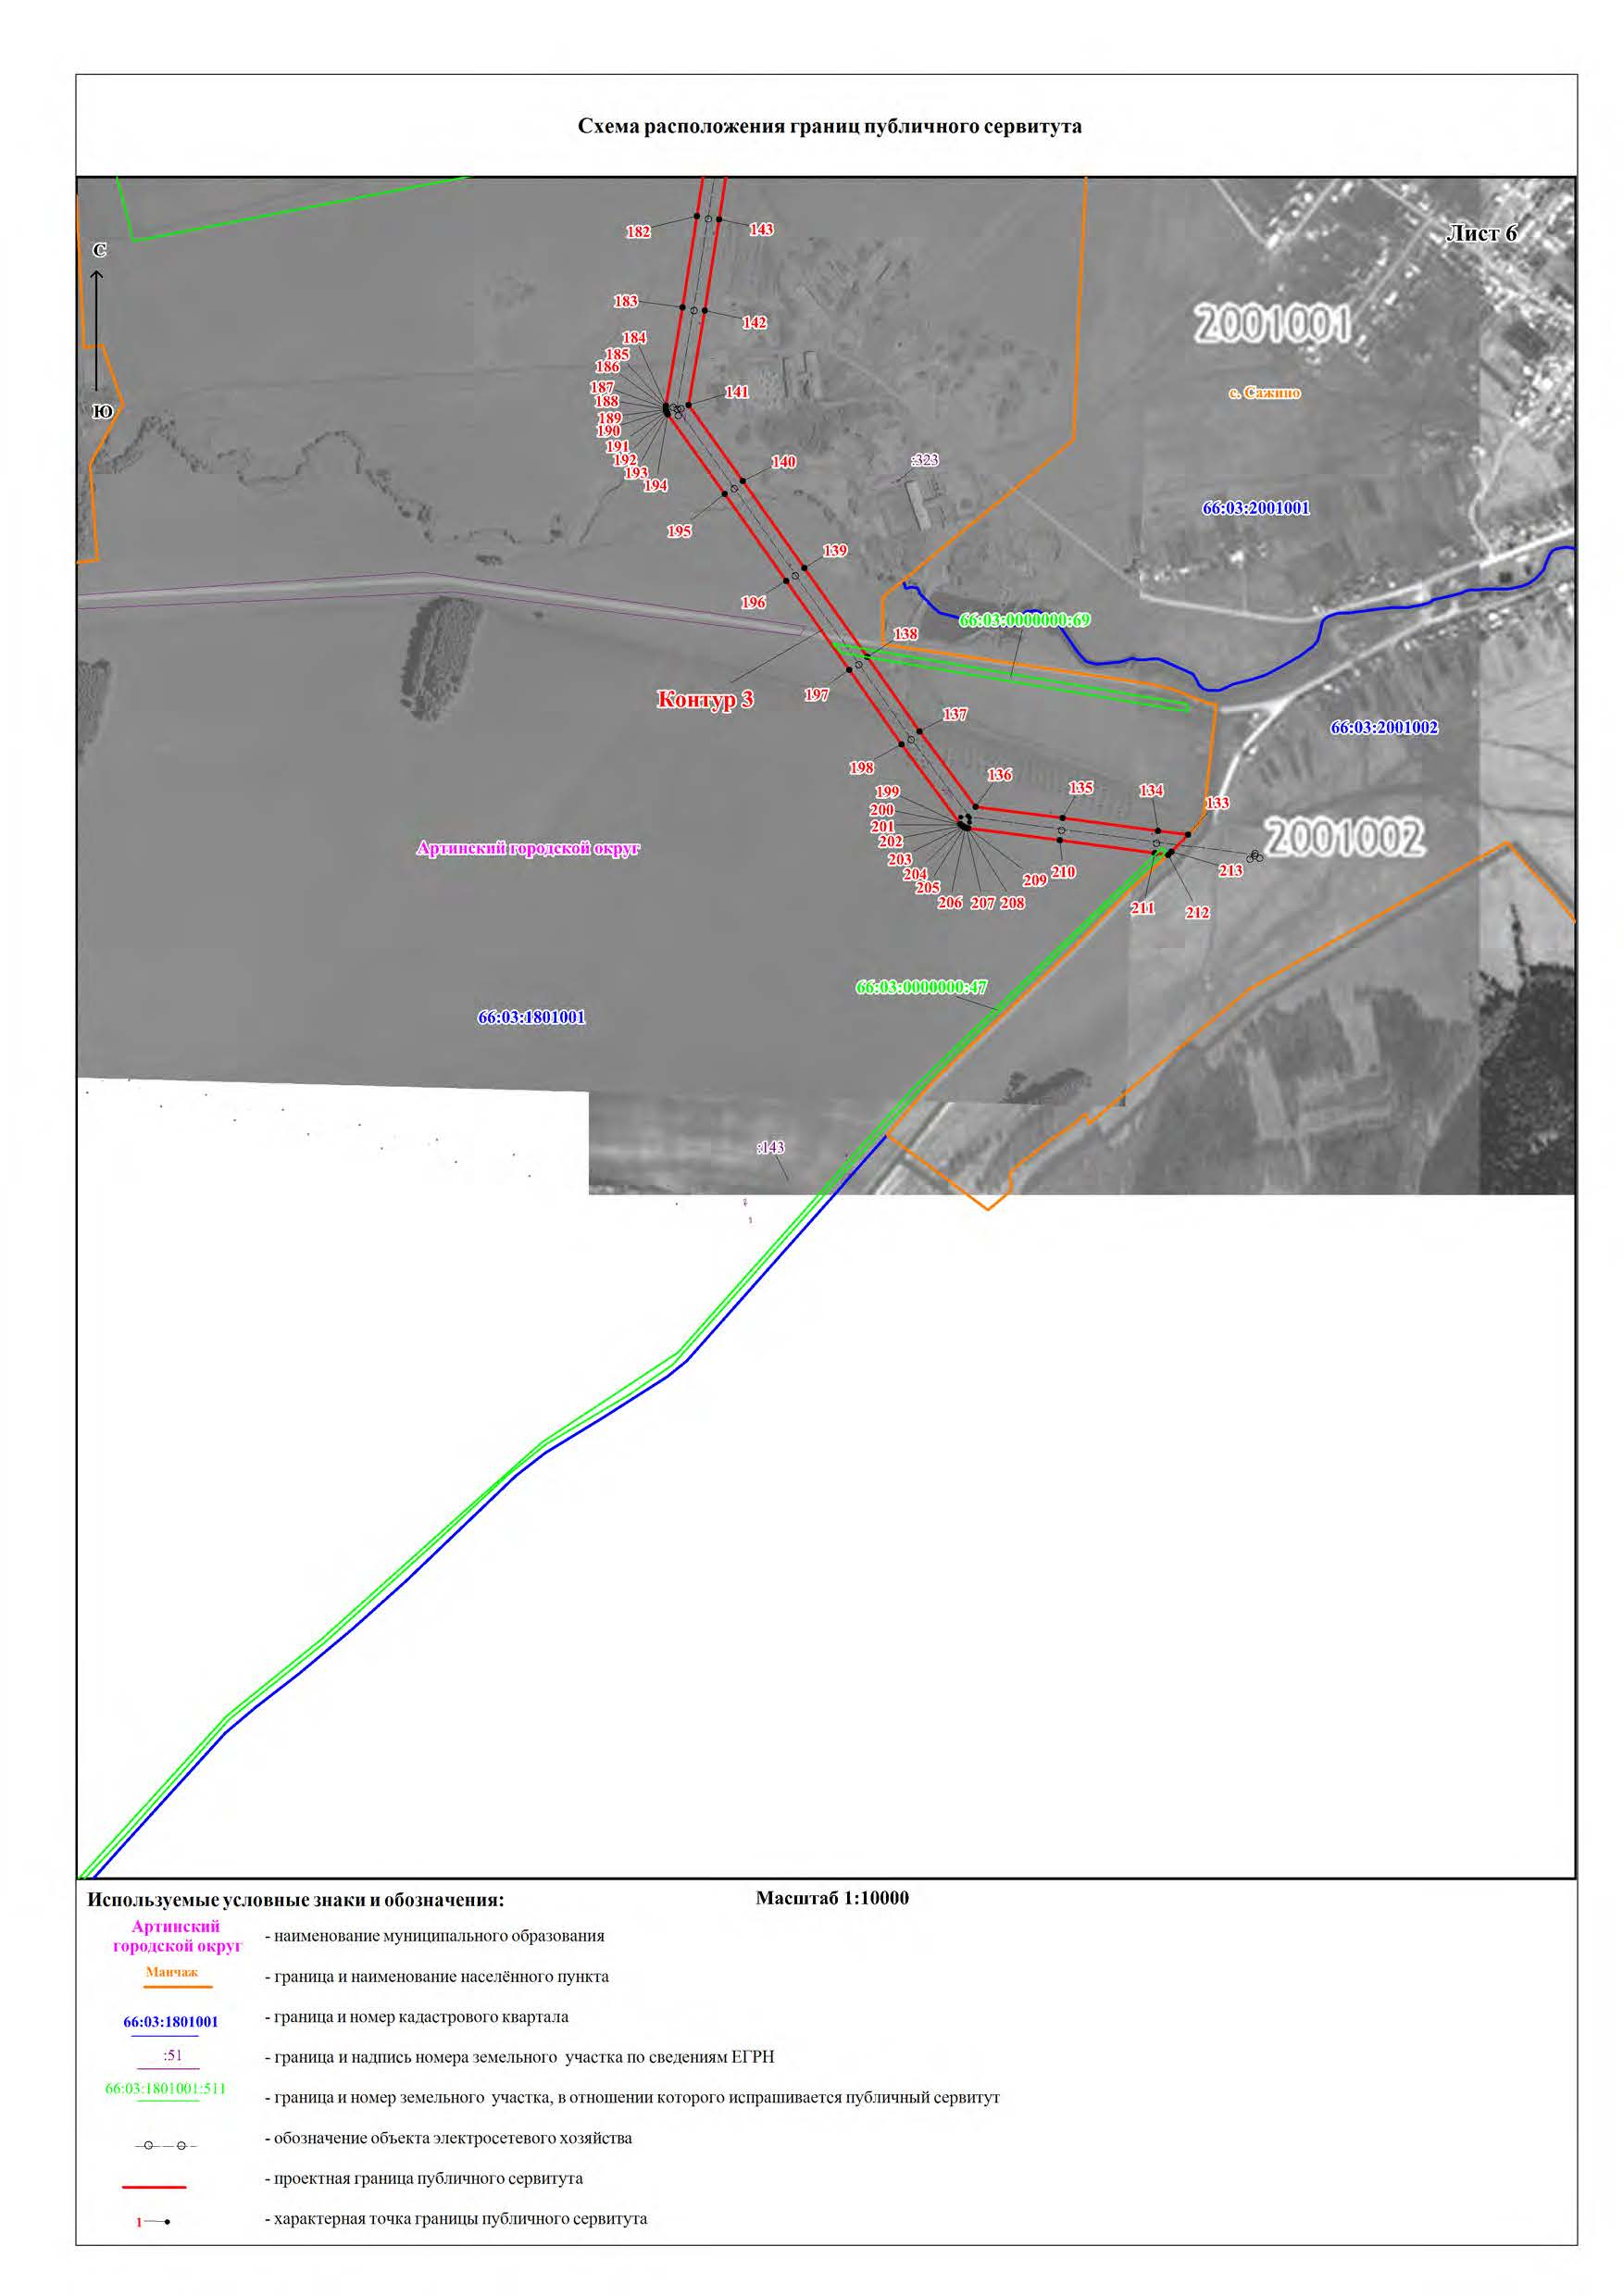 Схема расположения границ публичного сервитута
Лист 6
С
Ю
182
143
183
142
184
185
186
187
188
189
190
191
192
193
194
141
140
195
139
196
138
197
Контур 3
137
198
136
135
134
133
199
200
201
202
203
204
205
206
207
208
209
210
211
212
213
2001001
с. Сажино
:323
66:03:2001001
66:03:0000000:69
66:03:2001002
2001002
Артинский городской округ
66:03:0000000:47
66:03:1801001
:143
Используемые условные знаки и обозначения:
Масштаб 1:10000
Артинский
городской округ
- наименование муниципального образования
Манчаж
- граница и наименование населённого пункта
66:03:1801001
- граница и номер кадастрового квартала
:51
- граница и надпись номера земельного участка по сведениям ЕГРН
66:03:1801001:511
- граница и номер земельного участка, в отношении которого испрашивается публичный сервитут
- обозначение объекта электросетевого хозяйства
- проектная граница публичного сервитута
1
- характерная точка границы публичного сервитута